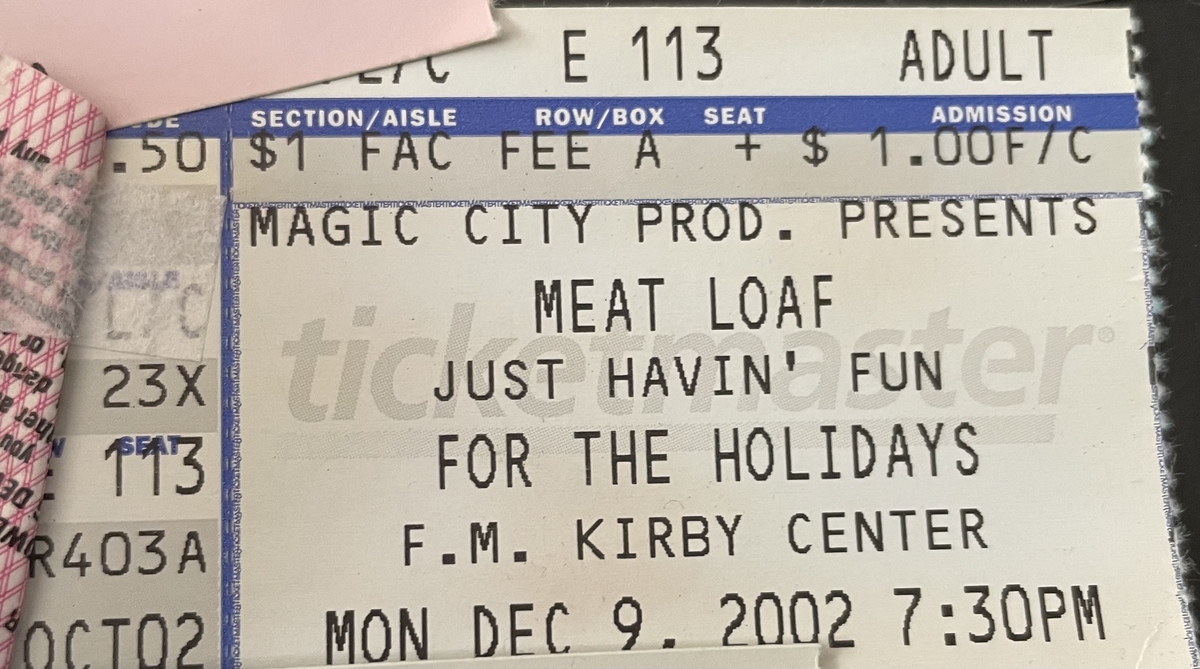 E 113 ADULT
SECTION/AISLE ROW/BOX SEAT ADMISSION
.50 $1 FAC FEE A + $ 1.00F/C
MAGIC CITY PROD. PRESENTS
MEAT LOAF
ticketmaster
JUST HAVIN' FUN
FOR THE HOLIDAYS
F.M. KIRBY CENTER
MON DEC 9, 2002 7:30PM
23X
SEAT
113
R403A
OCT02